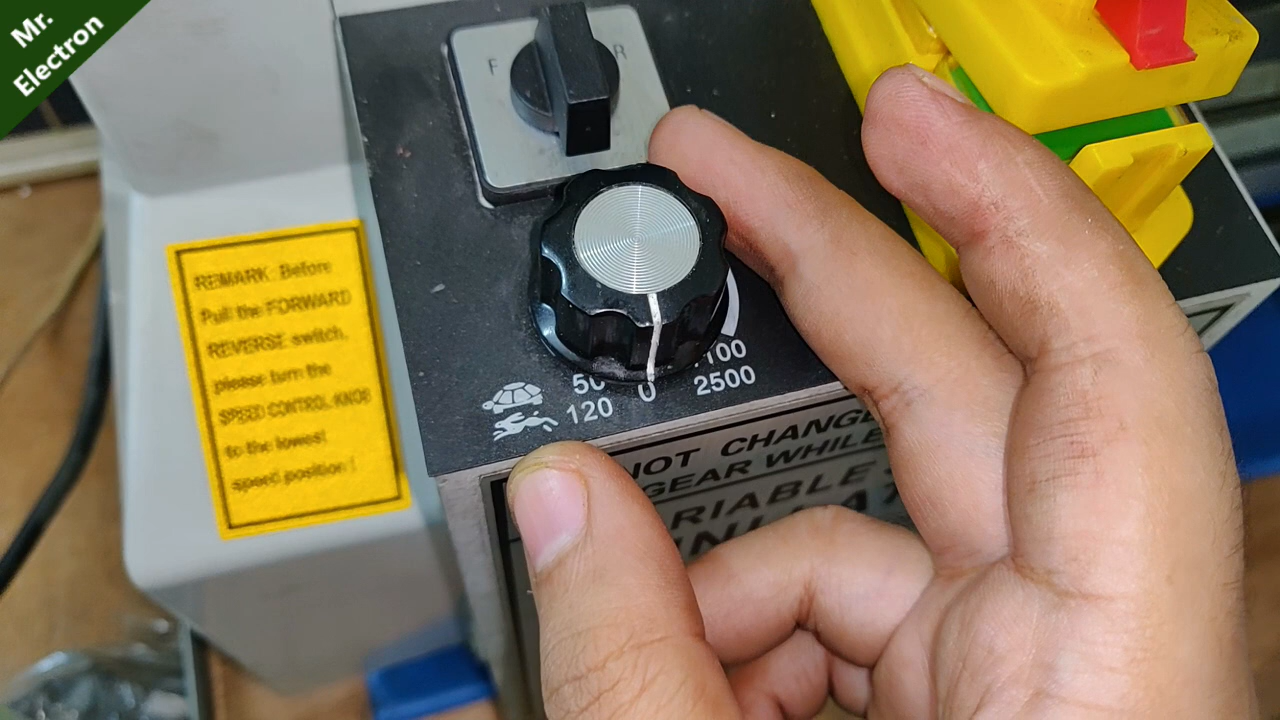 Mr.
Electron
F R
REMARK: Before
Pull the FORWARD
REVERSE switch,
please turn the
SPEED CONTROL KNOB
to the lowest
speed position!
50 0 100
120 2500
NOT CHANGE
GEAR WHILE